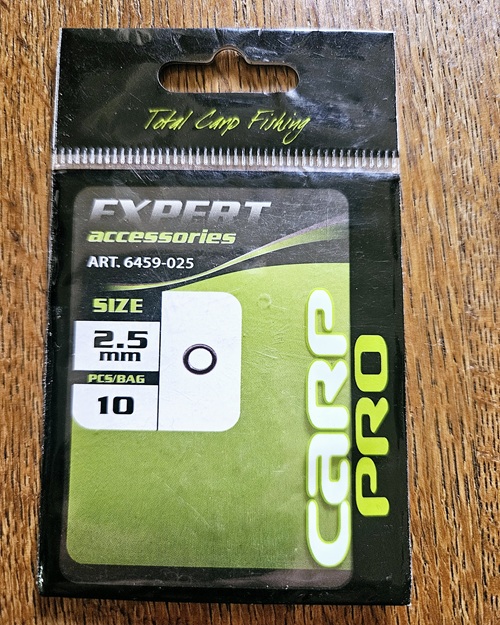 Total Carp Fishing
EXPERT
accessories
ART. 6459-025
SIZE
2.5
mm
PCS/BAG
10
CARP
PRO